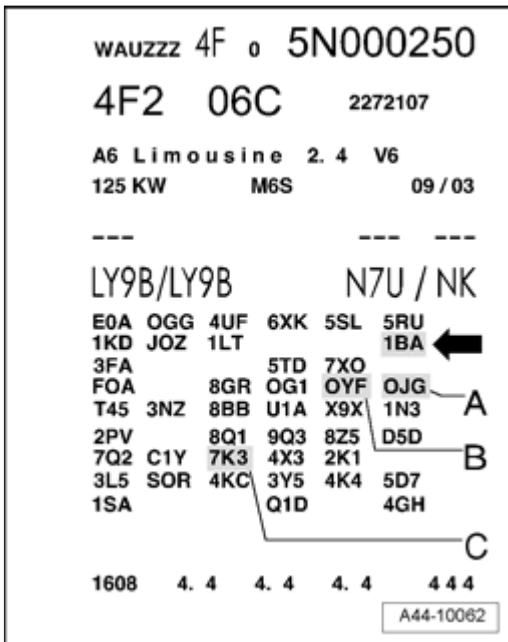 WAUZZZ 4F 0 5N000250
4F2 06C 2272107
A6 Limousine 2. 4 V6
125 KW M6S 09 / 03
--- --- ---
LY9B/LY9B N7U / NK
E0A OGG 4UF 6XK 5SL 5RU
1KD JOZ 1LT 1BA
3FA 5TD 7XO
FOA 8GR OG1 OYF OJG A
T45 3NZ 8BB U1A X9X 1N3
2PV 8Q1 9Q3 8Z5 D5D B
7Q2 C1Y 7K3 4X3 2K1
3L5 SOR 4KC 3Y5 4K4 5D7
1SA Q1D 4GH
C
1608 4. 4 4. 4 4. 4 4 4 4
A44-10062